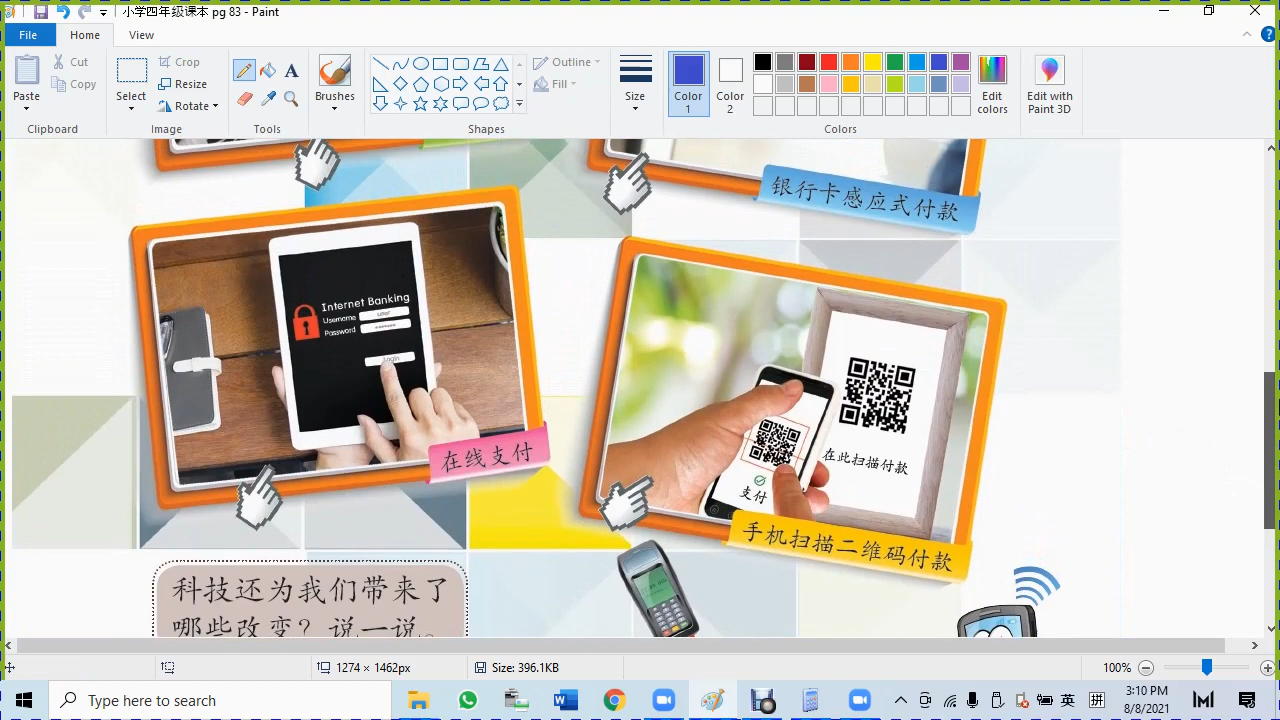 小学四年级课本 pg 83 - Paint
File
Home
View
Paste
Cut
Copy
Clipboard
Select
Crop
Resize
Rotate
Image
A
Tools
Brushes
Shapes
Outline
Fill
Size
Color 1
Color 2
Edit colors
Edit with Paint 3D
Colors
银行卡感应式付款
Internet Banking
Username
Password
Login
在线支付
在此扫描付款
支付
手机扫描二维码付款
科技还为我们带来了
哪些改变？说一说。
1274 × 1462px
Size: 396.1KB
100%
Type here to search
英
拼
3:10 PM
8/8/2021